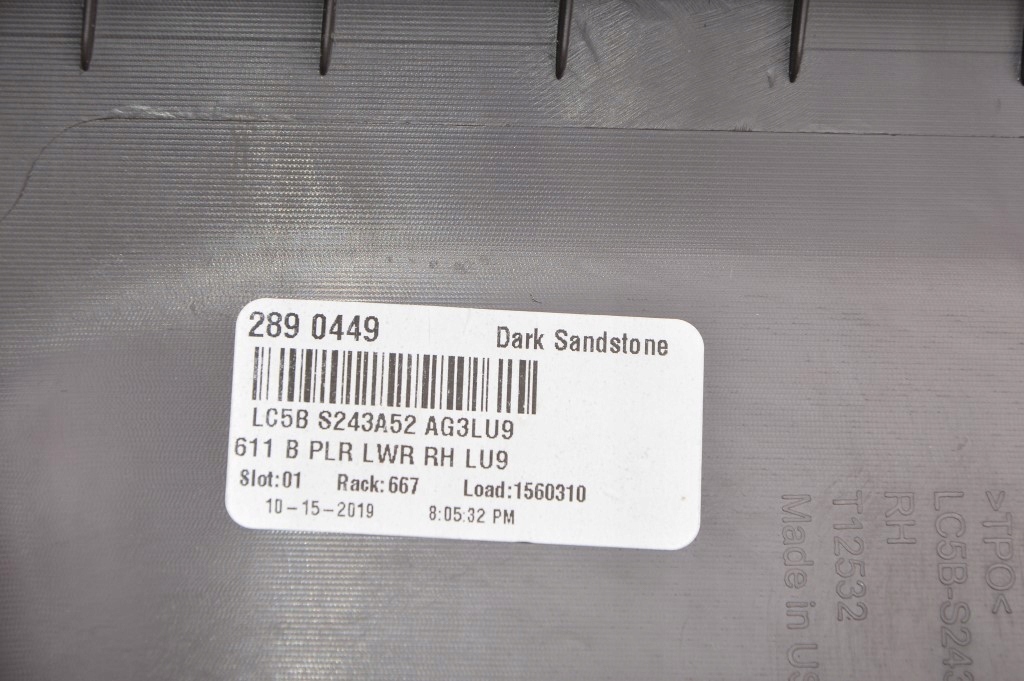 289 0449
Dark Sandstone
LC5B S243A52 AG3LU9
611 B PLR LWR RH LU9
Slot:01 Rack:667 Load:1560310
10-15-2019 8:05:32 PM
>TPO<
LC5B-S243
RH
T12532
Made in US